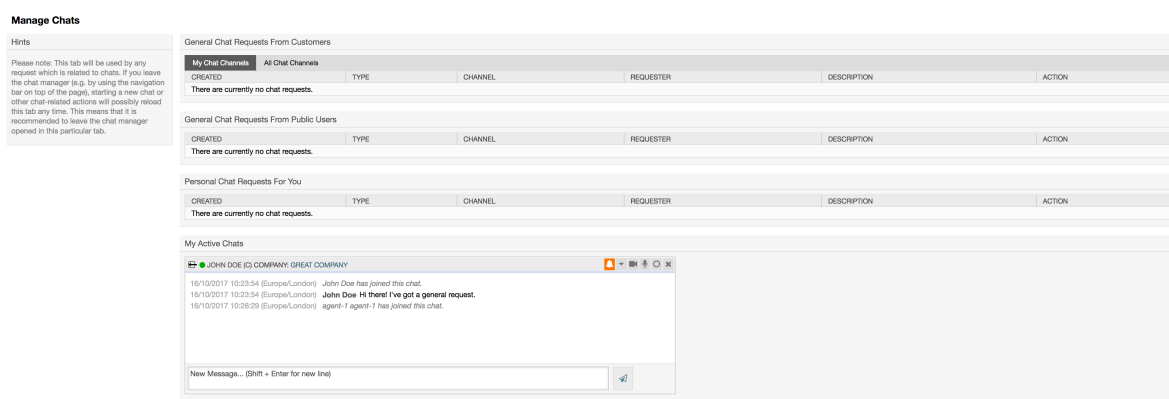 Manage Chats
Hints
Please note: This tab will be used by any
request which is related to chats. If you leave
the chat manager (e.g. by using the navigation
bar on top of the page), starting a new chat or
other chat-related actions will possibly reload
this tab any time. This means that it is
recommended to leave the chat manager
opened in this particular tab.
General Chat Requests From Customers
My Chat Channels All Chat Channels
CREATED TYPE CHANNEL REQUESTER DESCRIPTION ACTION
There are currently no chat requests.
General Chat Requests From Public Users
CREATED TYPE CHANNEL REQUESTER DESCRIPTION ACTION
There are currently no chat requests.
Personal Chat Requests For You
CREATED TYPE CHANNEL REQUESTER DESCRIPTION ACTION
There are currently no chat requests.
My Active Chats
JOHN DOE (C) COMPANY: GREAT COMPANY
16/10/2017 10:23:54 (Europe/London) John Doe has joined this chat.
16/10/2017 10:23:54 (Europe/London) John Doe Hi there! I've got a general request.
16/10/2017 10:26:29 (Europe/London) agent-1 agent-1 has joined this chat.
New Message... (Shift + Enter for new line)